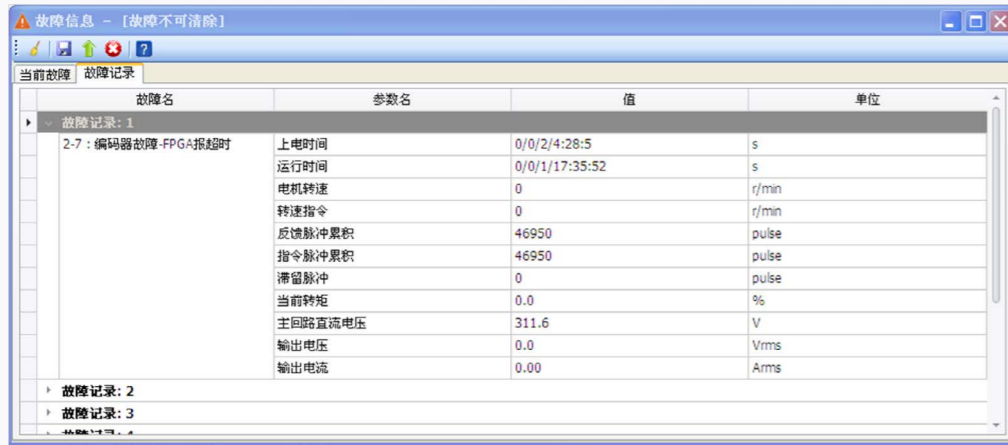 故障信息 - [故障不可清除]
当前故障 故障记录
故障名 参数名 值 单位
故障记录: 1
2-7：编码器故障-FPGA报超时 上电时间 0/0/2/4:28:5 s
运行时间 0/0/1/17:35:52 s
电机转速 0 r/min
转速指令 0 r/min
反馈脉冲累积 46950 pulse
指令脉冲累积 46950 pulse
滞留脉冲 0 pulse
当前转矩 0.0 %
主回路直流电压 311.6 V
输出电压 0.0 Vrms
输出电流 0.00 Arms
故障记录: 2
故障记录: 3